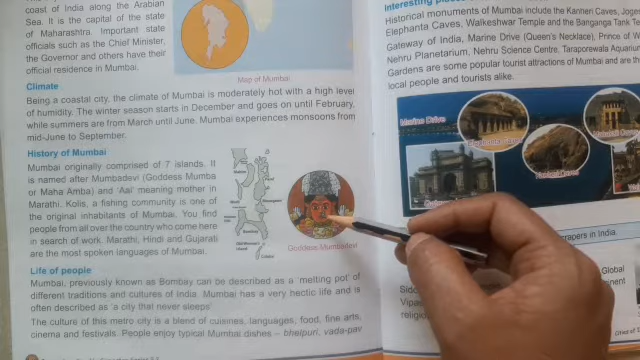 coast of India along the Arabian
Sea. It is the capital of the state
of Maharashtra. Important state
officials such as the Chief Minister,
the Governor and others have their
official residence in Mumbai.
Map of Mumbai
Climate
Being a coastal city, the climate of Mumbai is moderately hot with a high level
of humidity. The winter season starts in December and goes on until February,
while summers are from March until June. Mumbai experiences monsoons from
mid-June to September.
History of Mumbai
Mumbai originally comprised of 7 islands. It
is named after Mumbadevi (Goddess Mumba
or Maha Amba) and 'Aai' meaning mother in
Marathi. Kolis, a fishing community is one of
the original inhabitants of Mumbai. You find
people from all over the country who come here
in search of work. Marathi, Hindi and Gujarati
are the most spoken languages of Mumbai.
Goddess Mumbadevi
Life of people
Mumbai, previously known as Bombay can be described as a 'melting pot' of
different traditions and cultures of India. Mumbai has a very hectic life and is
often described as 'a city that never sleeps'.
The culture of this metro city is a blend of cuisines, languages, food, fine arts,
cinema and festivals. People enjoy typical Mumbai dishes – bhelpuri, vada-pav
Interesting
Historical monuments of Mumbai include the Kanheri Caves,
Elephanta Caves, Walkeshwar Temple and the Banganga Tank
Gateway of India, Marine Drive (Queen's Necklace), Prince of
Nehru Planetarium, Nehru Science Centre, Taraporewala
Gardens are some popular tourist attractions of Mumbai and are
local people and tourists alike.
Marine Drive
in India.
Global